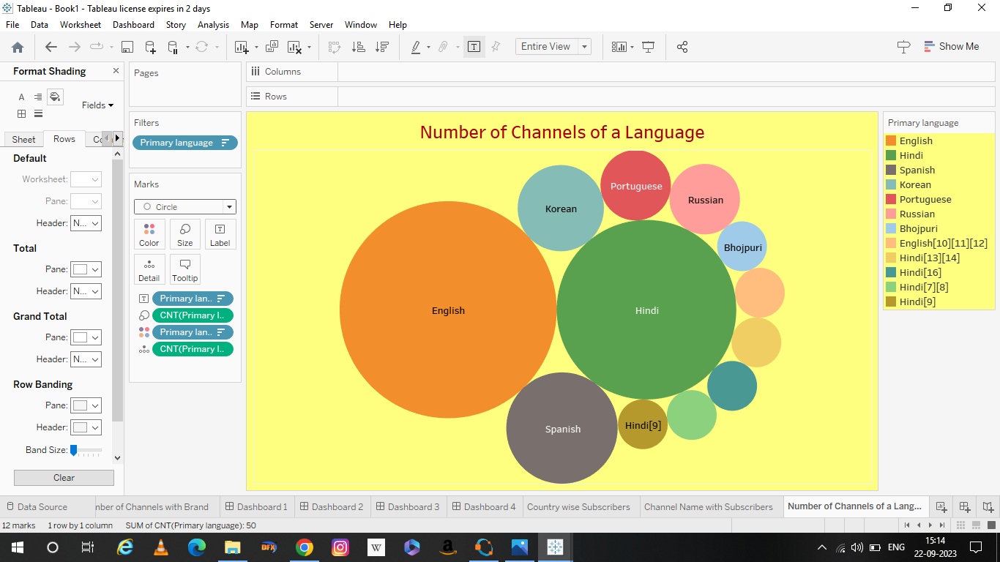 Tableau - Book1 - Tableau license expires in 2 days
File Data Worksheet Dashboard Story Analysis Map Format Server Window Help
Entire View
Show Me
Format Shading
Fields
Sheet Rows
Default
Worksheet:
Pane:
Header: N...
Total
Pane:
Header: N...
Grand Total
Pane:
Header: N...
Row Banding
Pane:
Header:
Band Size:
Clear
Pages
Filters
Primary language
Marks
Circle
Color Size Label
Detail Tooltip
Primary lan..
CNT(Primary l..
Primary lan..
CNT(Primary l..
Columns
Rows
Number of Channels of a Language
Portuguese
Russian
Korean
Bhojpuri
English
Hindi
Hindi[9]
Spanish
Primary language
English
Hindi
Spanish
Korean
Portuguese
Russian
Bhojpuri
English[10][11][12]
Hindi[13][14]
Hindi[16]
Hindi[7][8]
Hindi[9]
Data Source nber of Channels with Brand Dashboard 1 Dashboard 2 Dashboard 3 Dashboard 4 Country wise Subscribers Channel Name with Subscribers Number of Channels of a Lang...
12 marks 1 row by 1 column SUM of CNT(Primary language): 50
DFX W a ENG 15:14
22-09-2023